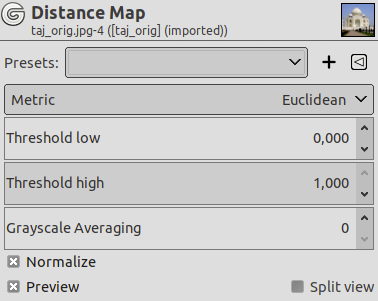 Distance Map
taj_orig.jpg-4 ([taj_orig] (imported))
Presets:
Metric Euclidean
Threshold low 0,000
Threshold high 1,000
Grayscale Averaging 0
Normalize
Preview Split view